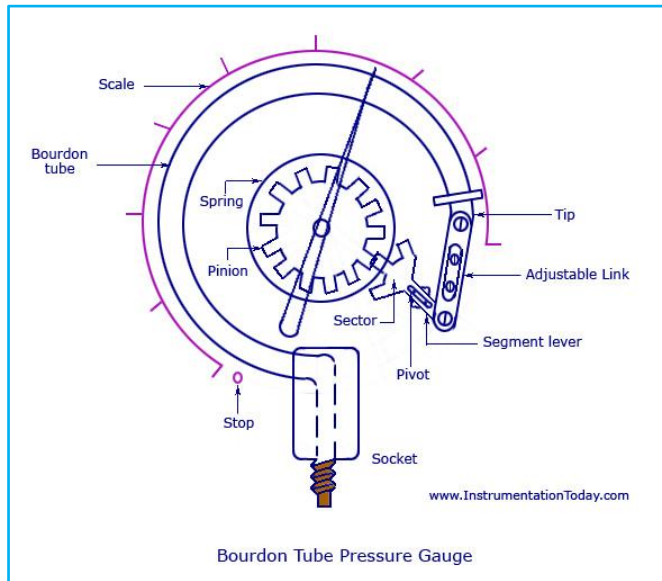 Scale
Bourdon
tube
Spring
Tip
Pinion
Adjustable Link
Sector
Segment lever
Pivot
Stop
Socket
www.InstrumentationToday.com
Bourdon Tube Pressure Gauge